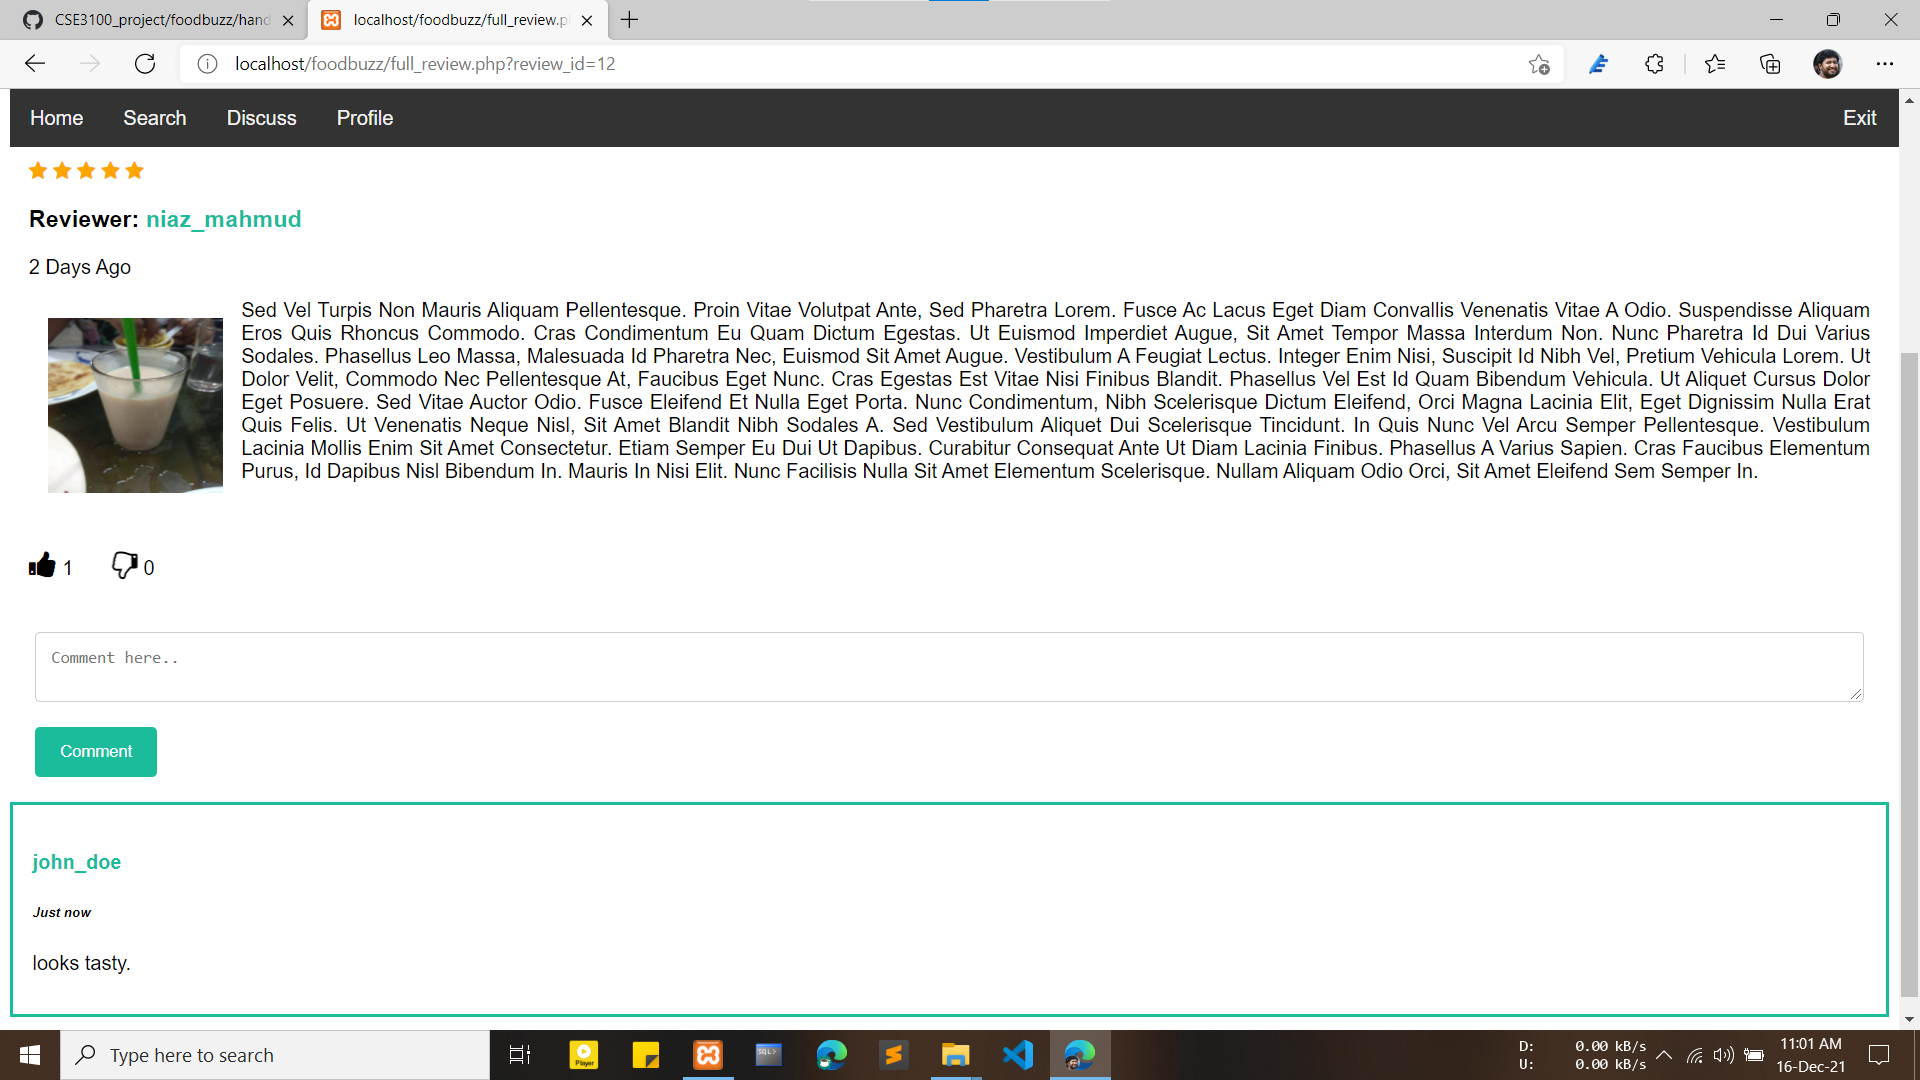 CSE3100_project/foodbuzz/hand
localhost/foodbuzz/full_review.p
localhost/foodbuzz/full_review.php?review_id=12
Home Search Discuss Profile Exit
Reviewer: niaz_mahmud
2 Days Ago
Sed Vel Turpis Non Mauris Aliquam Pellentesque. Proin Vitae Volutpat Ante, Sed Pharetra Lorem. Fusce Ac Lacus Eget Diam Convallis Venenatis Vitae A Odio. Suspendisse Aliquam
Eros Quis Rhoncus Commodo. Cras Condimentum Eu Quam Dictum Egestas. Ut Euismod Imperdiet Augue, Sit Amet Tempor Massa Interdum Non. Nunc Pharetra Id Dui Varius
Sodales. Phasellus Leo Massa, Malesuada Id Pharetra Nec, Euismod Sit Amet Augue. Vestibulum A Feugiat Lectus. Integer Enim Nisi, Suscipit Id Nibh Vel, Pretium Vehicula Lorem. Ut
Dolor Velit, Commodo Nec Pellentesque At, Faucibus Eget Nunc. Cras Egestas Est Vitae Nisi Finibus Blandit. Phasellus Vel Est Id Quam Bibendum Vehicula. Ut Aliquet Cursus Dolor
Eget Posuere. Sed Vitae Auctor Odio. Fusce Eleifend Et Nulla Eget Porta. Nunc Condimentum, Nibh Scelerisque Dictum Eleifend, Orci Magna Lacinia Elit, Eget Dignissim Nulla Erat
Quis Felis. Ut Venenatis Neque Nisl, Sit Amet Blandit Nibh Sodales A. Sed Vestibulum Aliquet Dui Scelerisque Tincidunt. In Quis Nunc Vel Arcu Semper Pellentesque. Vestibulum
Lacinia Mollis Enim Sit Amet Consectetur. Etiam Semper Eu Dui Ut Dapibus. Curabitur Consequat Ante Ut Diam Lacinia Finibus. Phasellus A Varius Sapien. Cras Faucibus Elementum
Purus, Id Dapibus Nisl Bibendum In. Mauris In Nisi Elit. Nunc Facilisis Nulla Sit Amet Elementum Scelerisque. Nullam Aliquam Odio Orci, Sit Amet Eleifend Sem Semper In.
1 0
Comment here..
Comment
john_doe
Just now
looks tasty.
Type here to search
Player
SQL>
D: 0.00 kB/s
U: 0.00 kB/s
11:01 AM
16-Dec-21